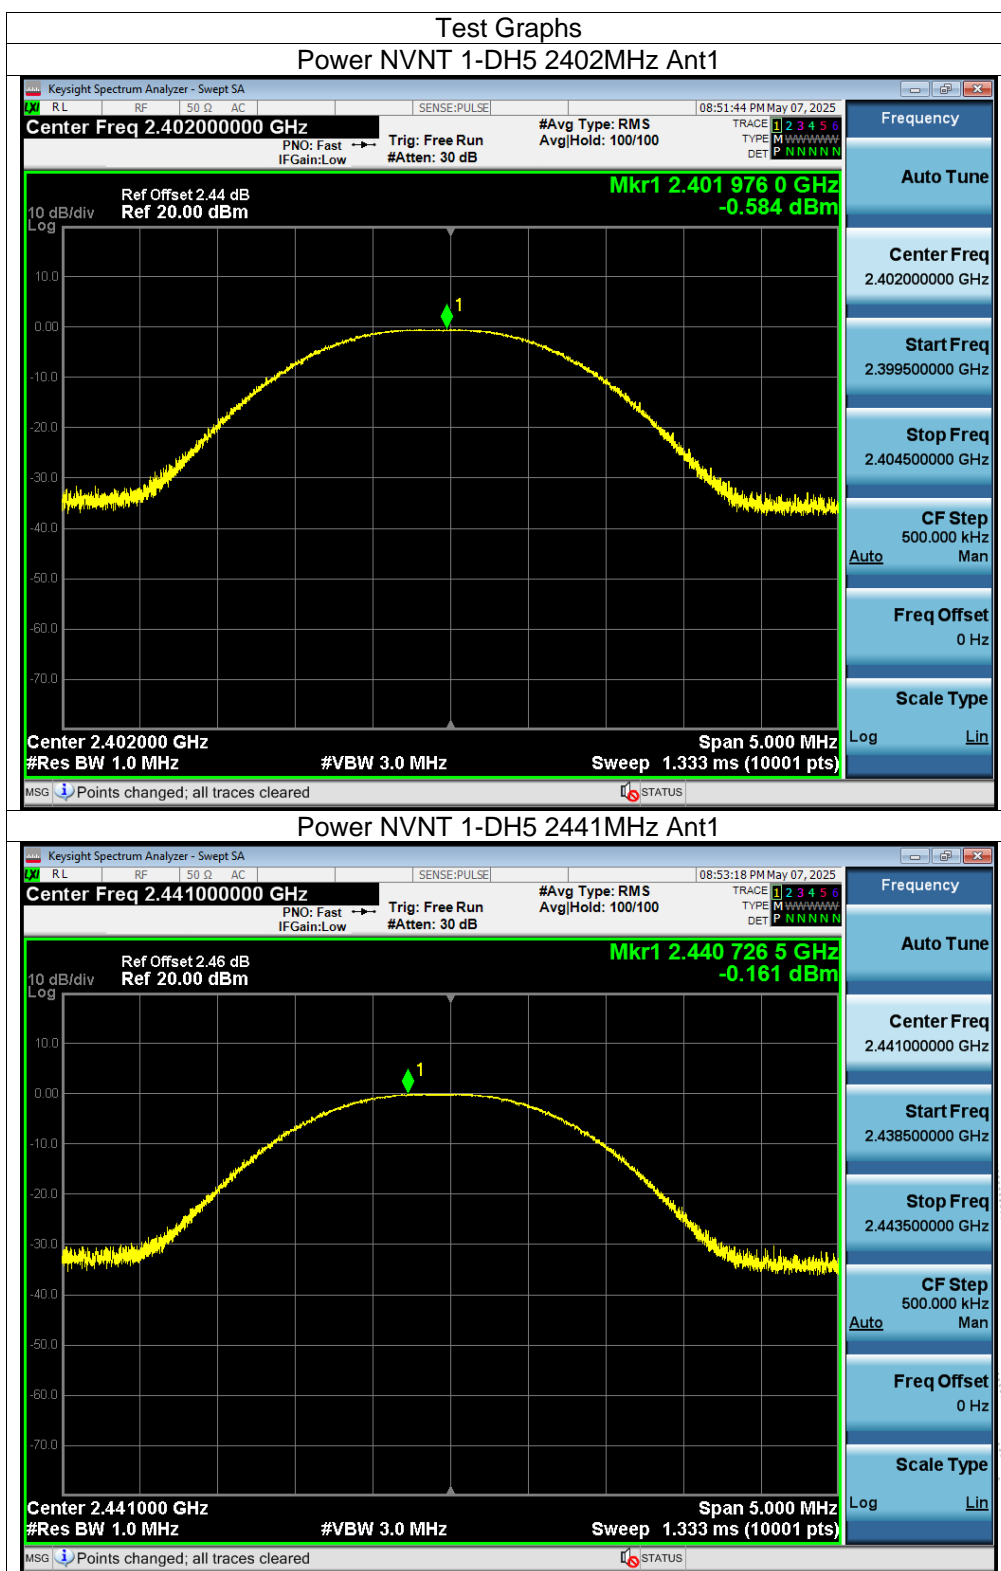 Test Graphs
Power NVNT 1-DH5 2402MHz Ant1
Keysight Spectrum Analyzer - Swept SA
LXI RL RF 50 Ω AC SENSE:PULSE 08:51:44 PM May 07, 2025
Center Freq 2.402000000 GHz #Avg Type: RMS TRACE 1 2 3 4 5 6
PNO: Fast Trig: Free Run Avg|Hold: 100/100 TYPE M WWWWW
IFGain:Low #Atten: 30 dB DET P N N N N N
Frequency
Auto Tune
Center Freq
2.402000000 GHz
Start Freq
2.399500000 GHz
Stop Freq
2.404500000 GHz
CF Step
500.000 kHz
Auto Man
Freq Offset
0 Hz
Scale Type
Log Lin
Mkr1 2.401 976 0 GHz
-0.584 dBm
Ref Offset 2.44 dB
10 dB/div Ref 20.00 dBm
Log
10.0
0.00
-10.0
-20.0
-30.0
-40.0
-50.0
-60.0
-70.0
1
Center 2.402000 GHz Span 5.000 MHz
#Res BW 1.0 MHz #VBW 3.0 MHz Sweep 1.333 ms (10001 pts)
MSG Points changed; all traces cleared STATUS
Power NVNT 1-DH5 2441MHz Ant1
Keysight Spectrum Analyzer - Swept SA
LXI RL RF 50 Ω AC SENSE:PULSE 08:53:18 PM May 07, 2025
Center Freq 2.441000000 GHz #Avg Type: RMS TRACE 1 2 3 4 5 6
PNO: Fast Trig: Free Run Avg|Hold: 100/100 TYPE M WWWWW
IFGain:Low #Atten: 30 dB DET P N N N N N
Frequency
Auto Tune
Center Freq
2.441000000 GHz
Start Freq
2.438500000 GHz
Stop Freq
2.443500000 GHz
CF Step
500.000 kHz
Auto Man
Freq Offset
0 Hz
Scale Type
Log Lin
Mkr1 2.440 726 5 GHz
-0.161 dBm
Ref Offset 2.46 dB
10 dB/div Ref 20.00 dBm
Log
10.0
0.00
-10.0
-20.0
-30.0
-40.0
-50.0
-60.0
-70.0
1
Center 2.441000 GHz Span 5.000 MHz
#Res BW 1.0 MHz #VBW 3.0 MHz Sweep 1.333 ms (10001 pts)
MSG Points changed; all traces cleared STATUS